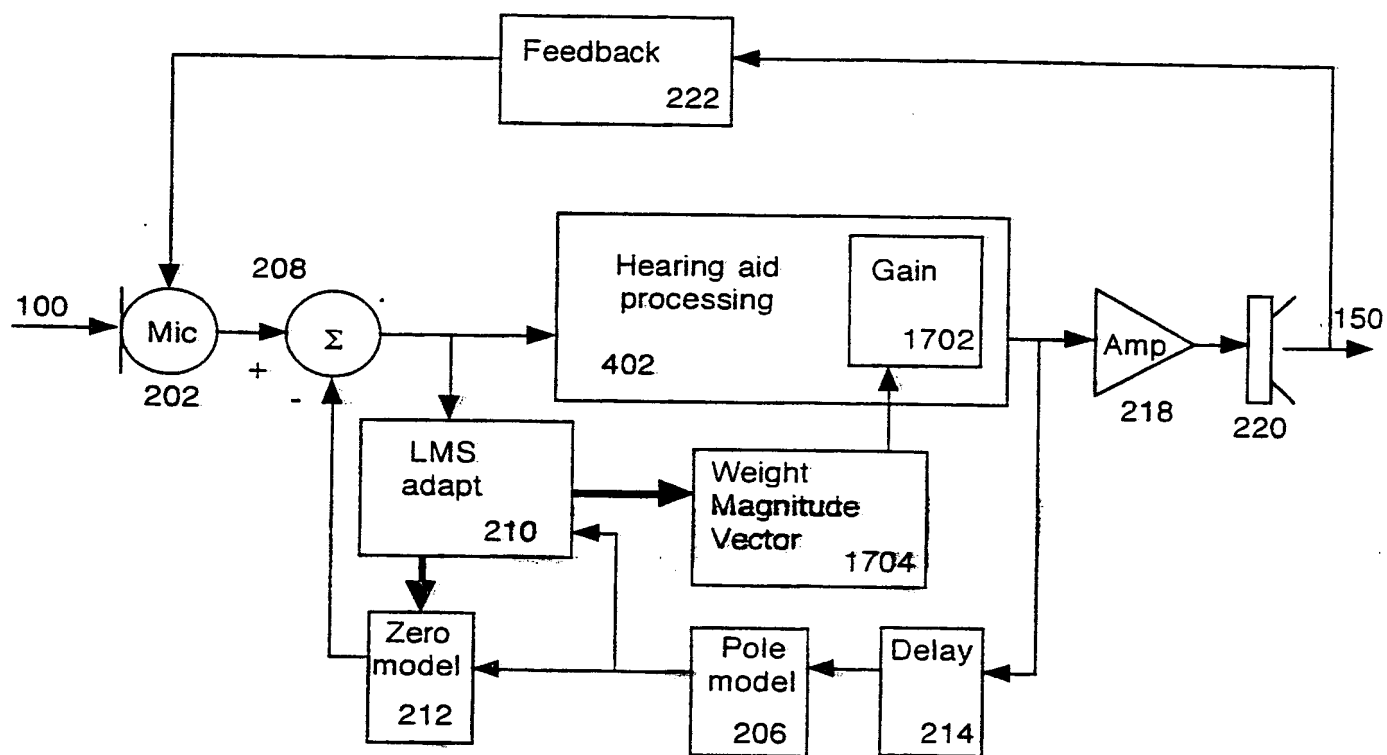 Feedback
222
208
100
Mic
202
+
-
Σ
Hearing aid
processing
402
Gain
1702
Amp
218
220
150
LMS
adapt
210
Weight
Magnitude
Vector
1704
Zero
model
212
Pole
model
206
Delay
214